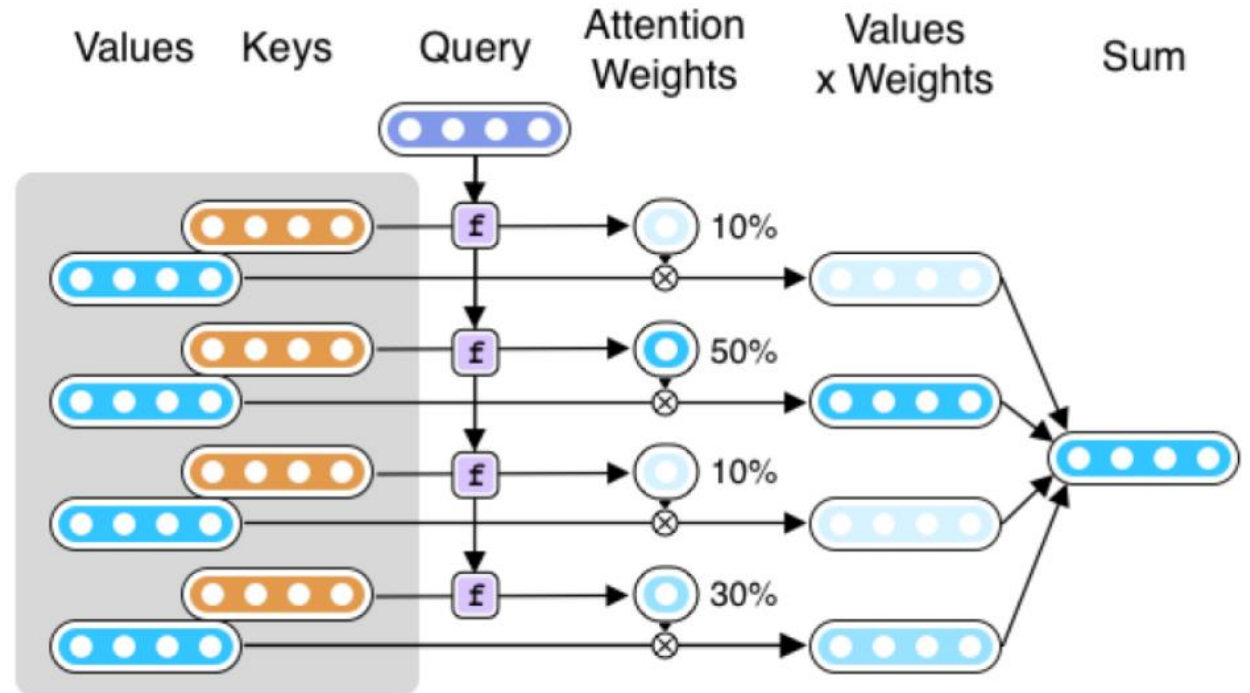 Values
Keys
Query
Attention
Weights
Values
x Weights
Sum
f
10%
f
50%
f
10%
f
30%